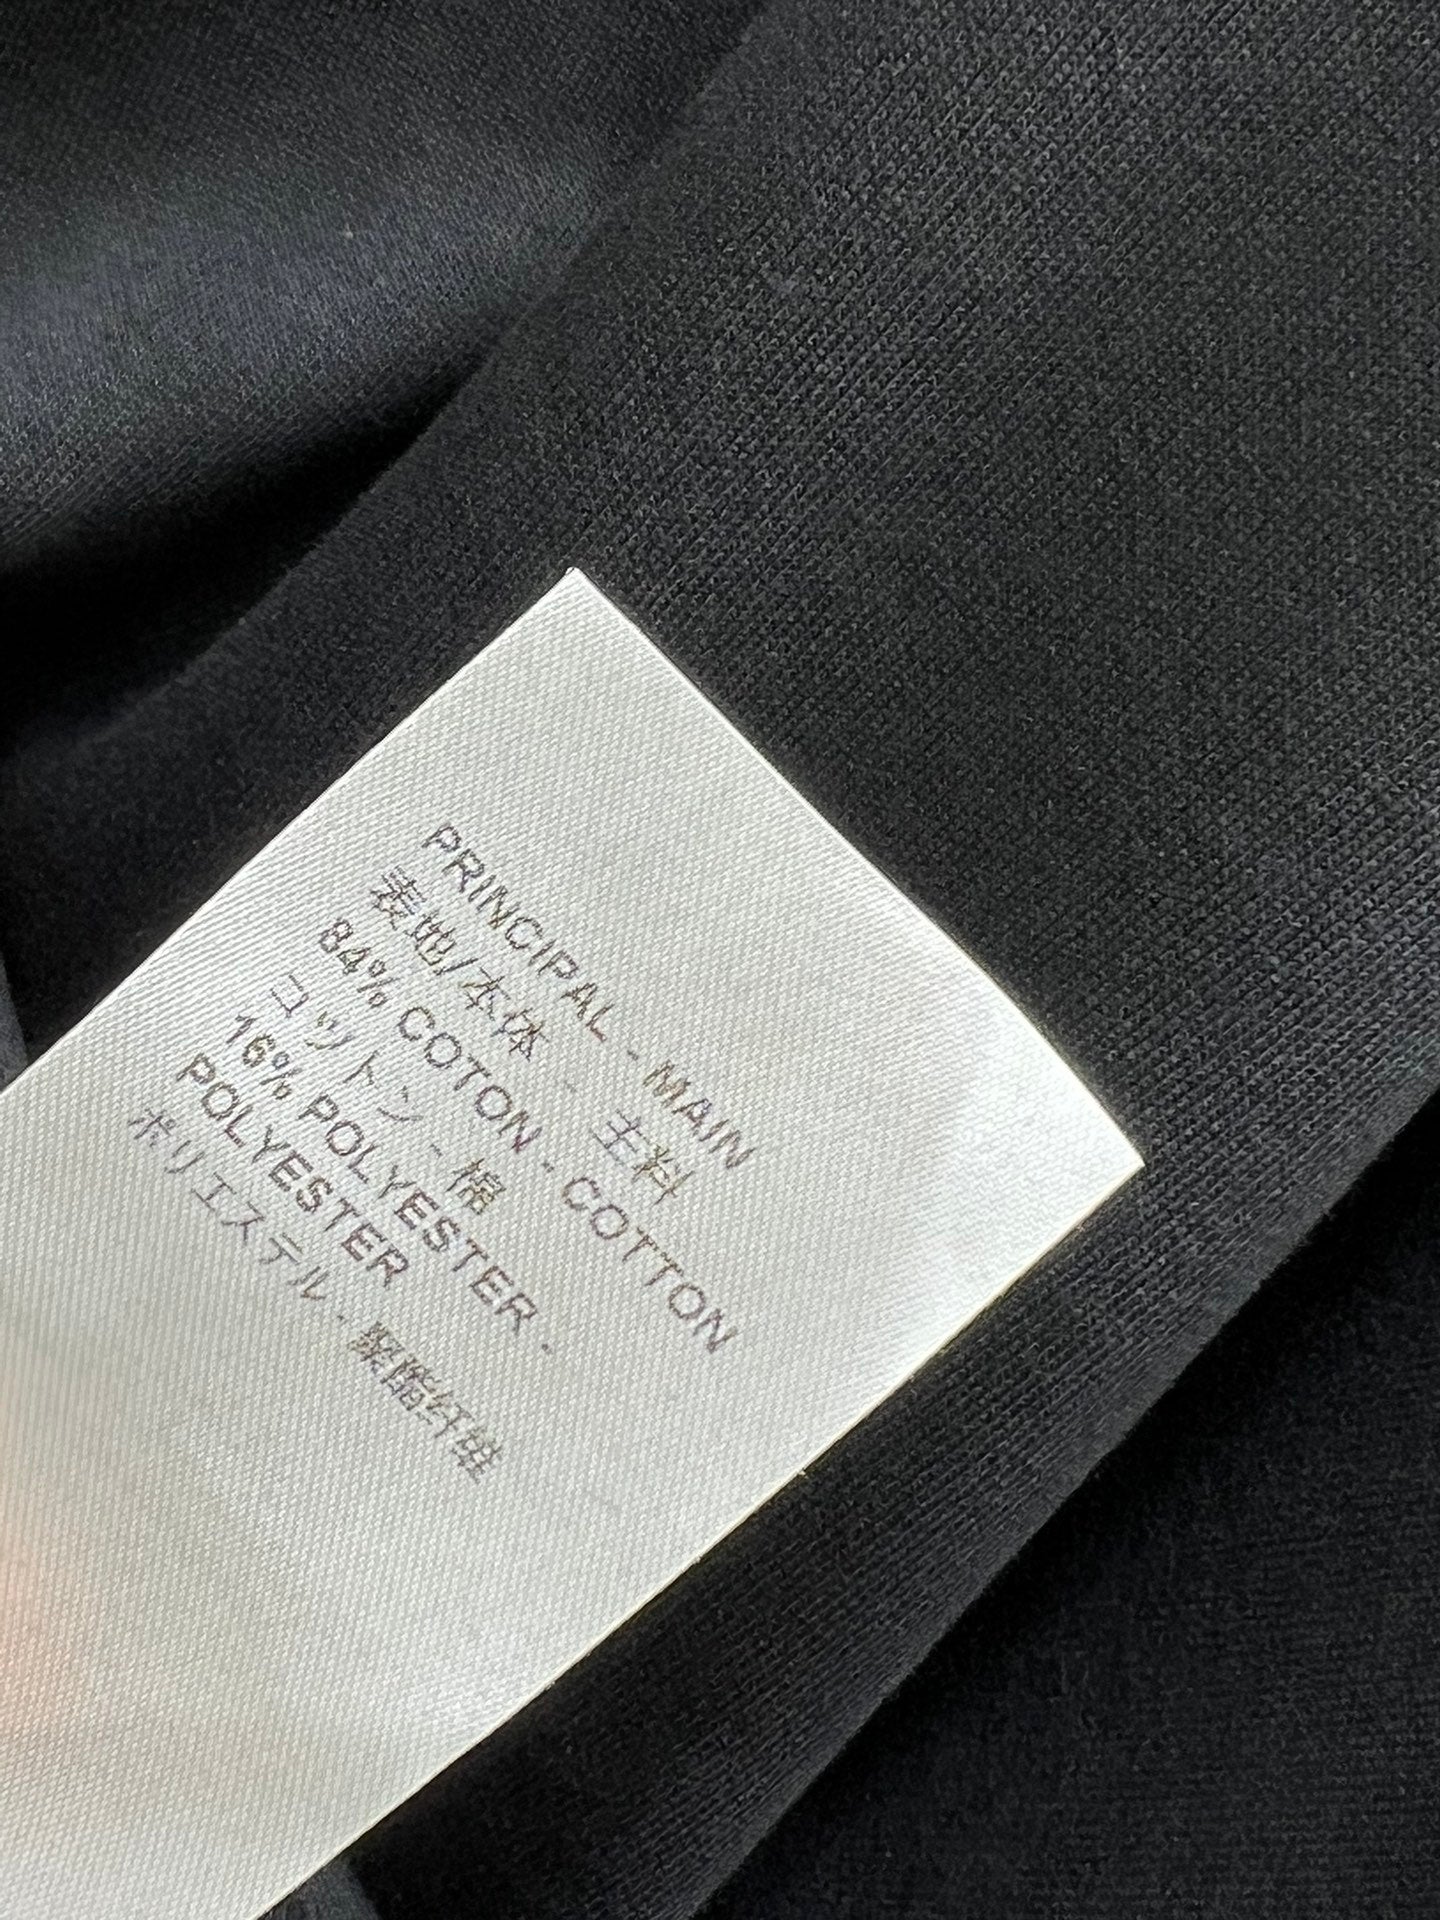 PRINCIPAL - MAIN
表地/本体 - 主料
84% COTON - COTTON
コットン - 棉
16% POLYESTER -
POLYESTER
ポリエステル - 聚酯纤维